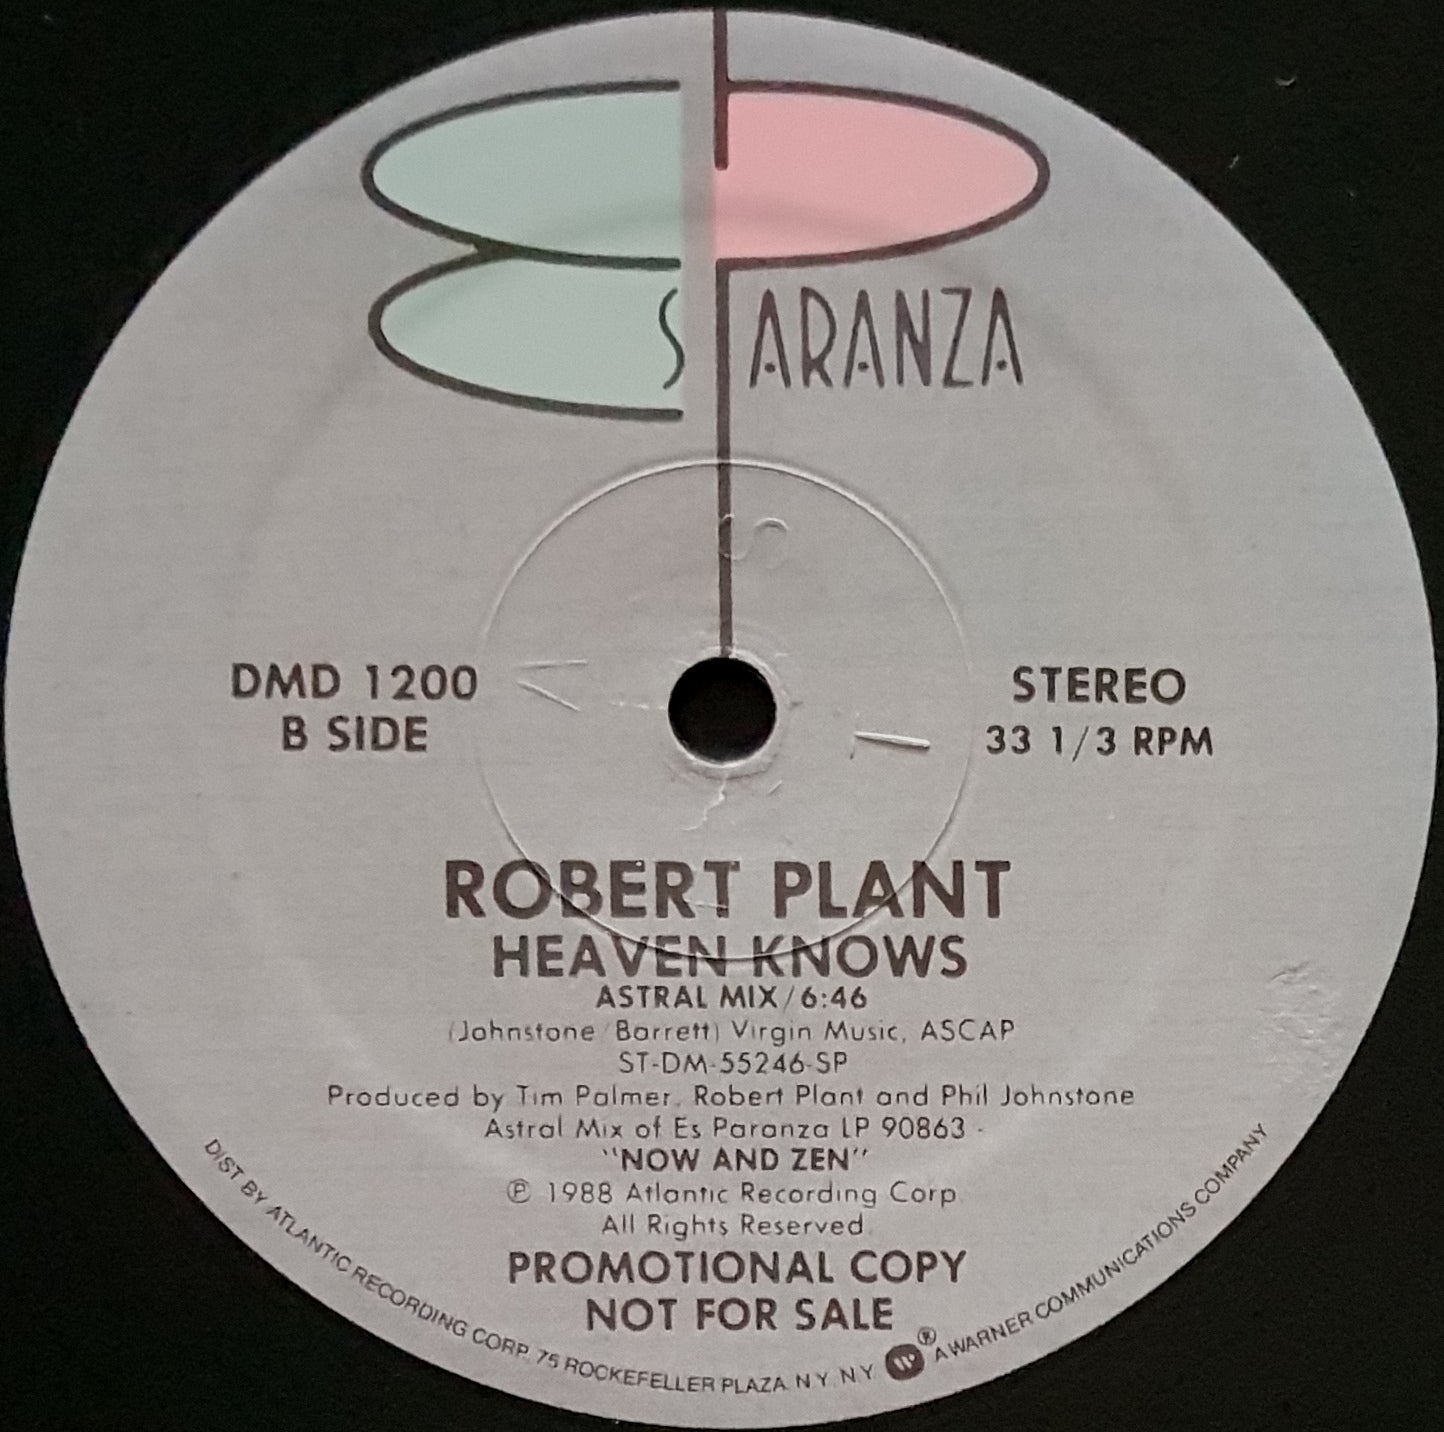 ES PARANZA
DMD 1200
B SIDE
STEREO
33 1/3 RPM
ROBERT PLANT
HEAVEN KNOWS
ASTRAL MIX/6:46
(Johnstone/Barrett) Virgin Music, ASCAP
ST-DM-55246-SP
Produced by Tim Palmer, Robert Plant and Phil Johnstone
Astral Mix of Es Paranza LP 90863 -
"NOW AND ZEN"
℗ 1988 Atlantic Recording Corp.
All Rights Reserved.
PROMOTIONAL COPY
NOT FOR SALE
DIST BY ATLANTIC RECORDING CORP. 75 ROCKEFELLER PLAZA N Y. N Y ® A WARNER COMMUNICATIONS COMPANY